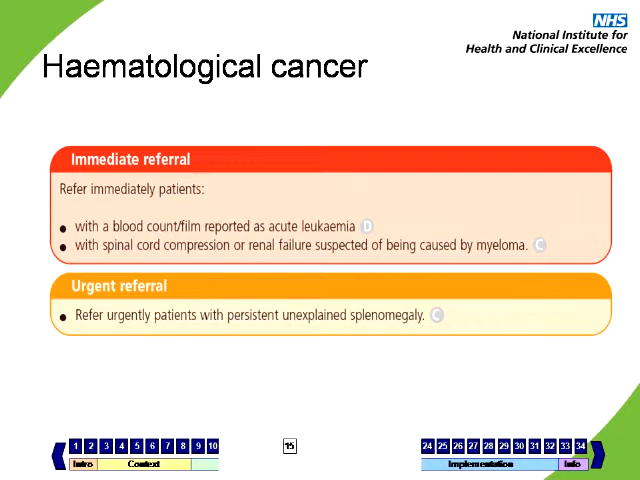 NHS
National Institute for
Health and Clinical Excellence
Haematological cancer
Immediate referral
Refer immediately patients:
● with a blood count/film reported as acute leukaemia D
● with spinal cord compression or renal failure suspected of being caused by myeloma. C
Urgent referral
● Refer urgently patients with persistent unexplained splenomegaly. C
1 2 3 4 5 6 7 8 9 10 15 24 25 26 27 28 29 30 31 32 33 34
Intro Context Implementation Info